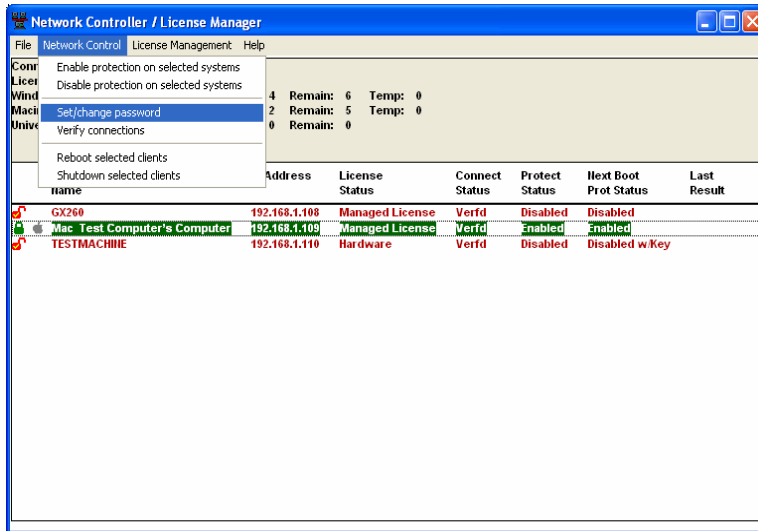 Network Controller / License Manager
File Network Control License Management Help
Enable protection on selected systems
Disable protection on selected systems
4 Remain: 6 Temp: 0
Set/change password
2 Remain: 5 Temp: 0
Verify connections
0 Remain: 0
Reboot selected clients
Shutdown selected clients
Address License Connect Protect Next Boot Last
Name Status Status Status Prot Status Result
GX260 192.168.1.108 Managed License Verfd Disabled Disabled
Mac Test Computer's Computer 192.168.1.109 Managed License Verfd Enabled Enabled
TESTMACHINE 192.168.1.110 Hardware Verfd Disabled Disabled w/Key